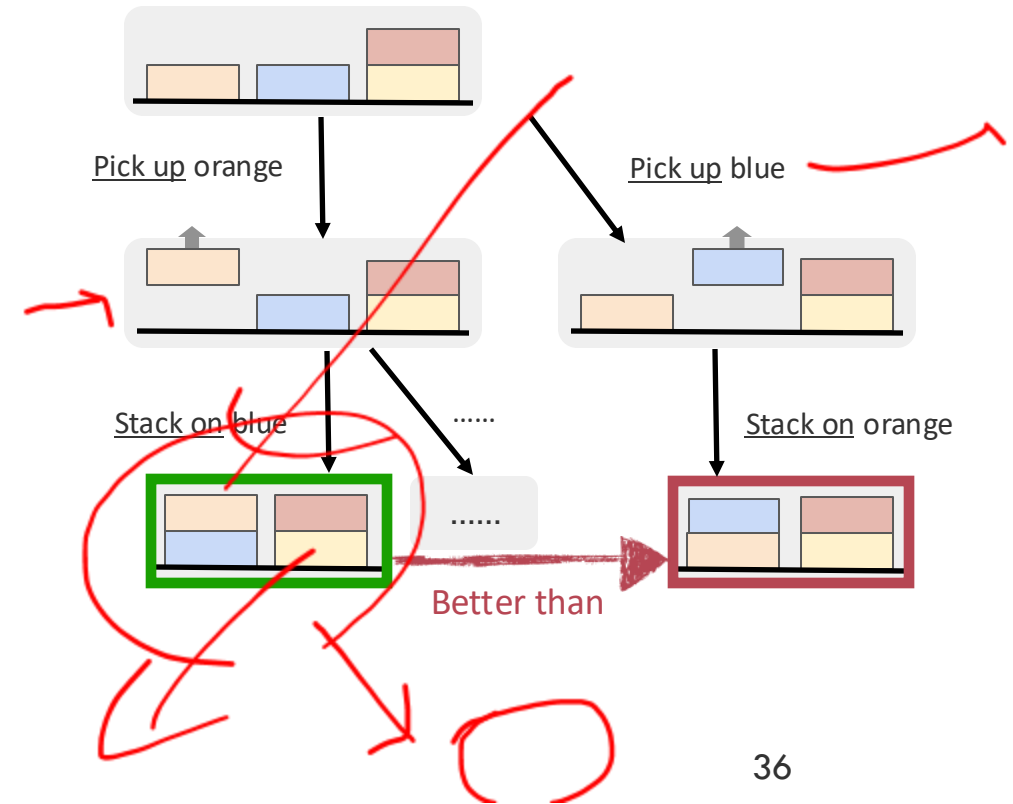 Pick up orange
Pick up blue
Stack on blue
......
Stack on orange
......
Better than
36